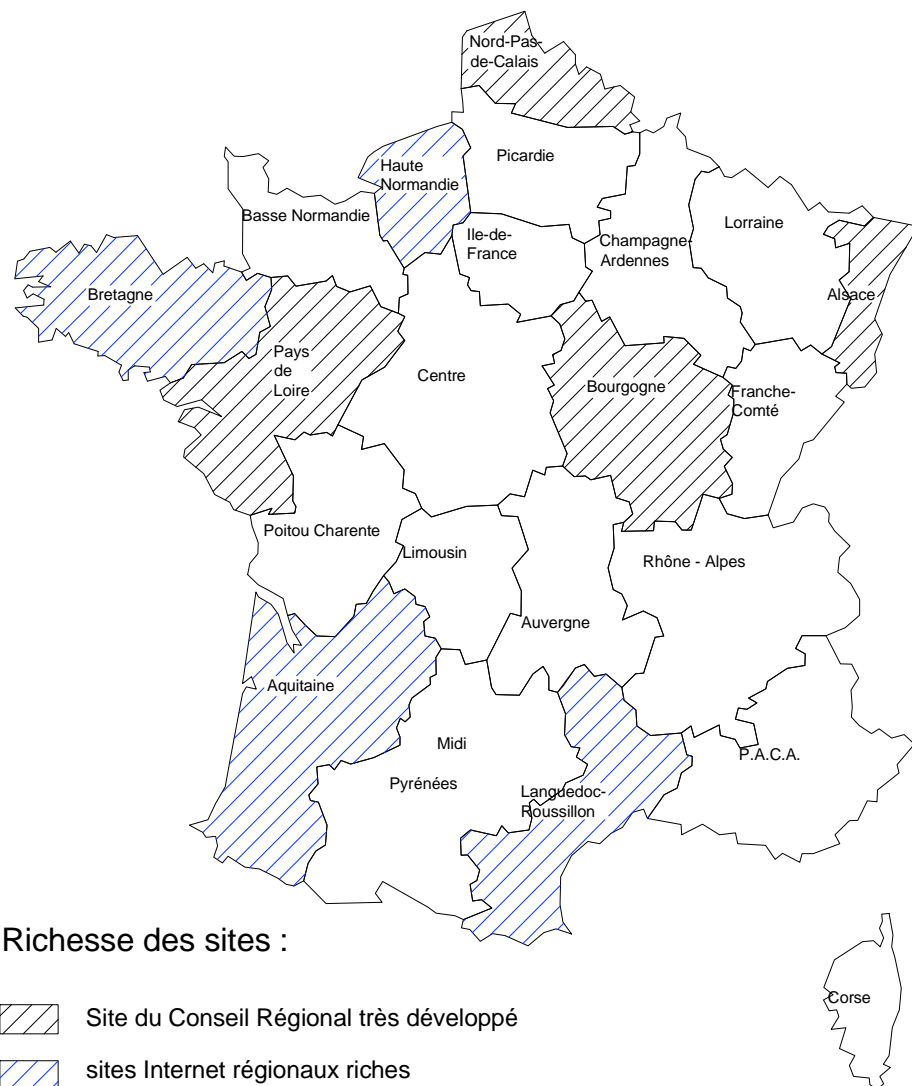 Nord-Pas-
de-Calais
Picardie
Haute
Normandie
Basse Normandie
Ile-de-
France
Champagne-
Ardennes
Lorraine
Alsace
Bretagne
Pays
de
Loire
Centre
Bourgogne
Franche-
Comté
Poitou Charente
Limousin
Rhône - Alpes
Auvergne
Aquitaine
Midi
Pyrénées
P.A.C.A.
Languedoc-
Roussillon
Corse
Richesse des sites :
Site du Conseil Régional très développé
sites Internet régionaux riches